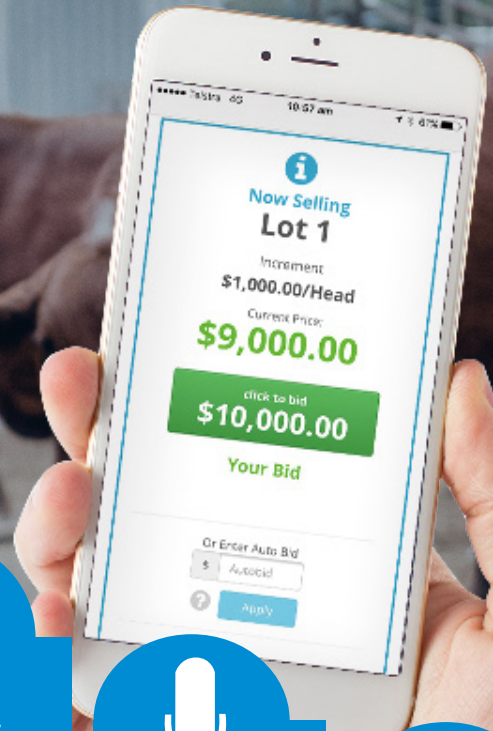 Telstra 4G 10:57 am 61%
Now Selling
Lot 1
Increment
$1,000.00/Head
Current Price:
$9,000.00
click to bid
$10,000.00
Your Bid
Or Enter Auto Bid
$ Autobid
? Apply